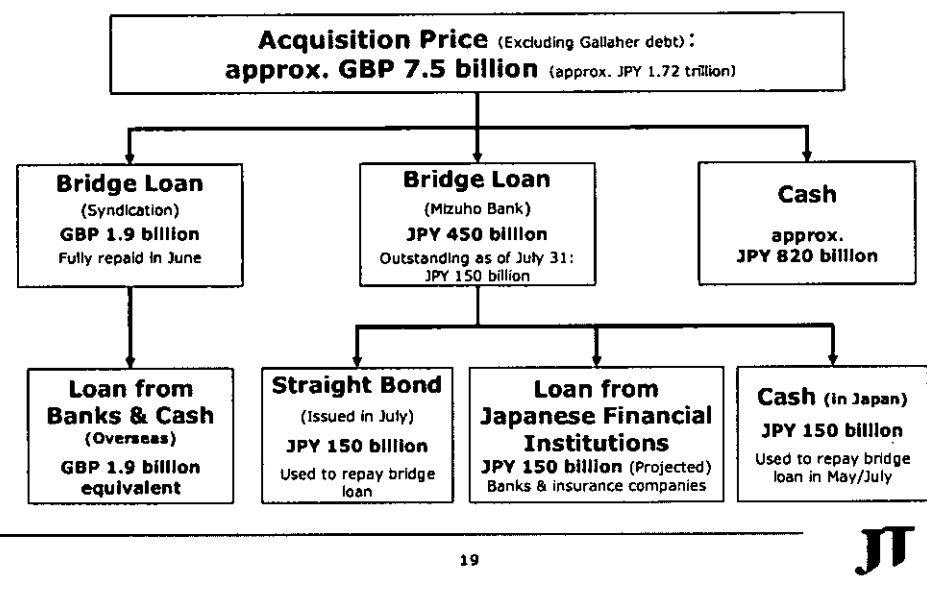 Acquisition Price (Excluding Gallaher debt):
approx. GBP 7.5 billion (approx. JPY 1.72 trillion)
Bridge Loan
(Syndication)
GBP 1.9 billion
Fully repaid in June
Bridge Loan
(Mizuho Bank)
JPY 450 billion
Outstanding as of July 31:
JPY 150 billion
Cash
approx.
JPY 820 billion
Loan from
Banks & Cash
(Overseas)
GBP 1.9 billion
equivalent
Straight Bond
(Issued in July)
JPY 150 billion
Used to repay bridge
loan
Loan from
Japanese Financial
Institutions
JPY 150 billion (Projected)
Banks & insurance companies
Cash (in Japan)
JPY 150 billion
Used to repay bridge
loan in May/July
19
JT